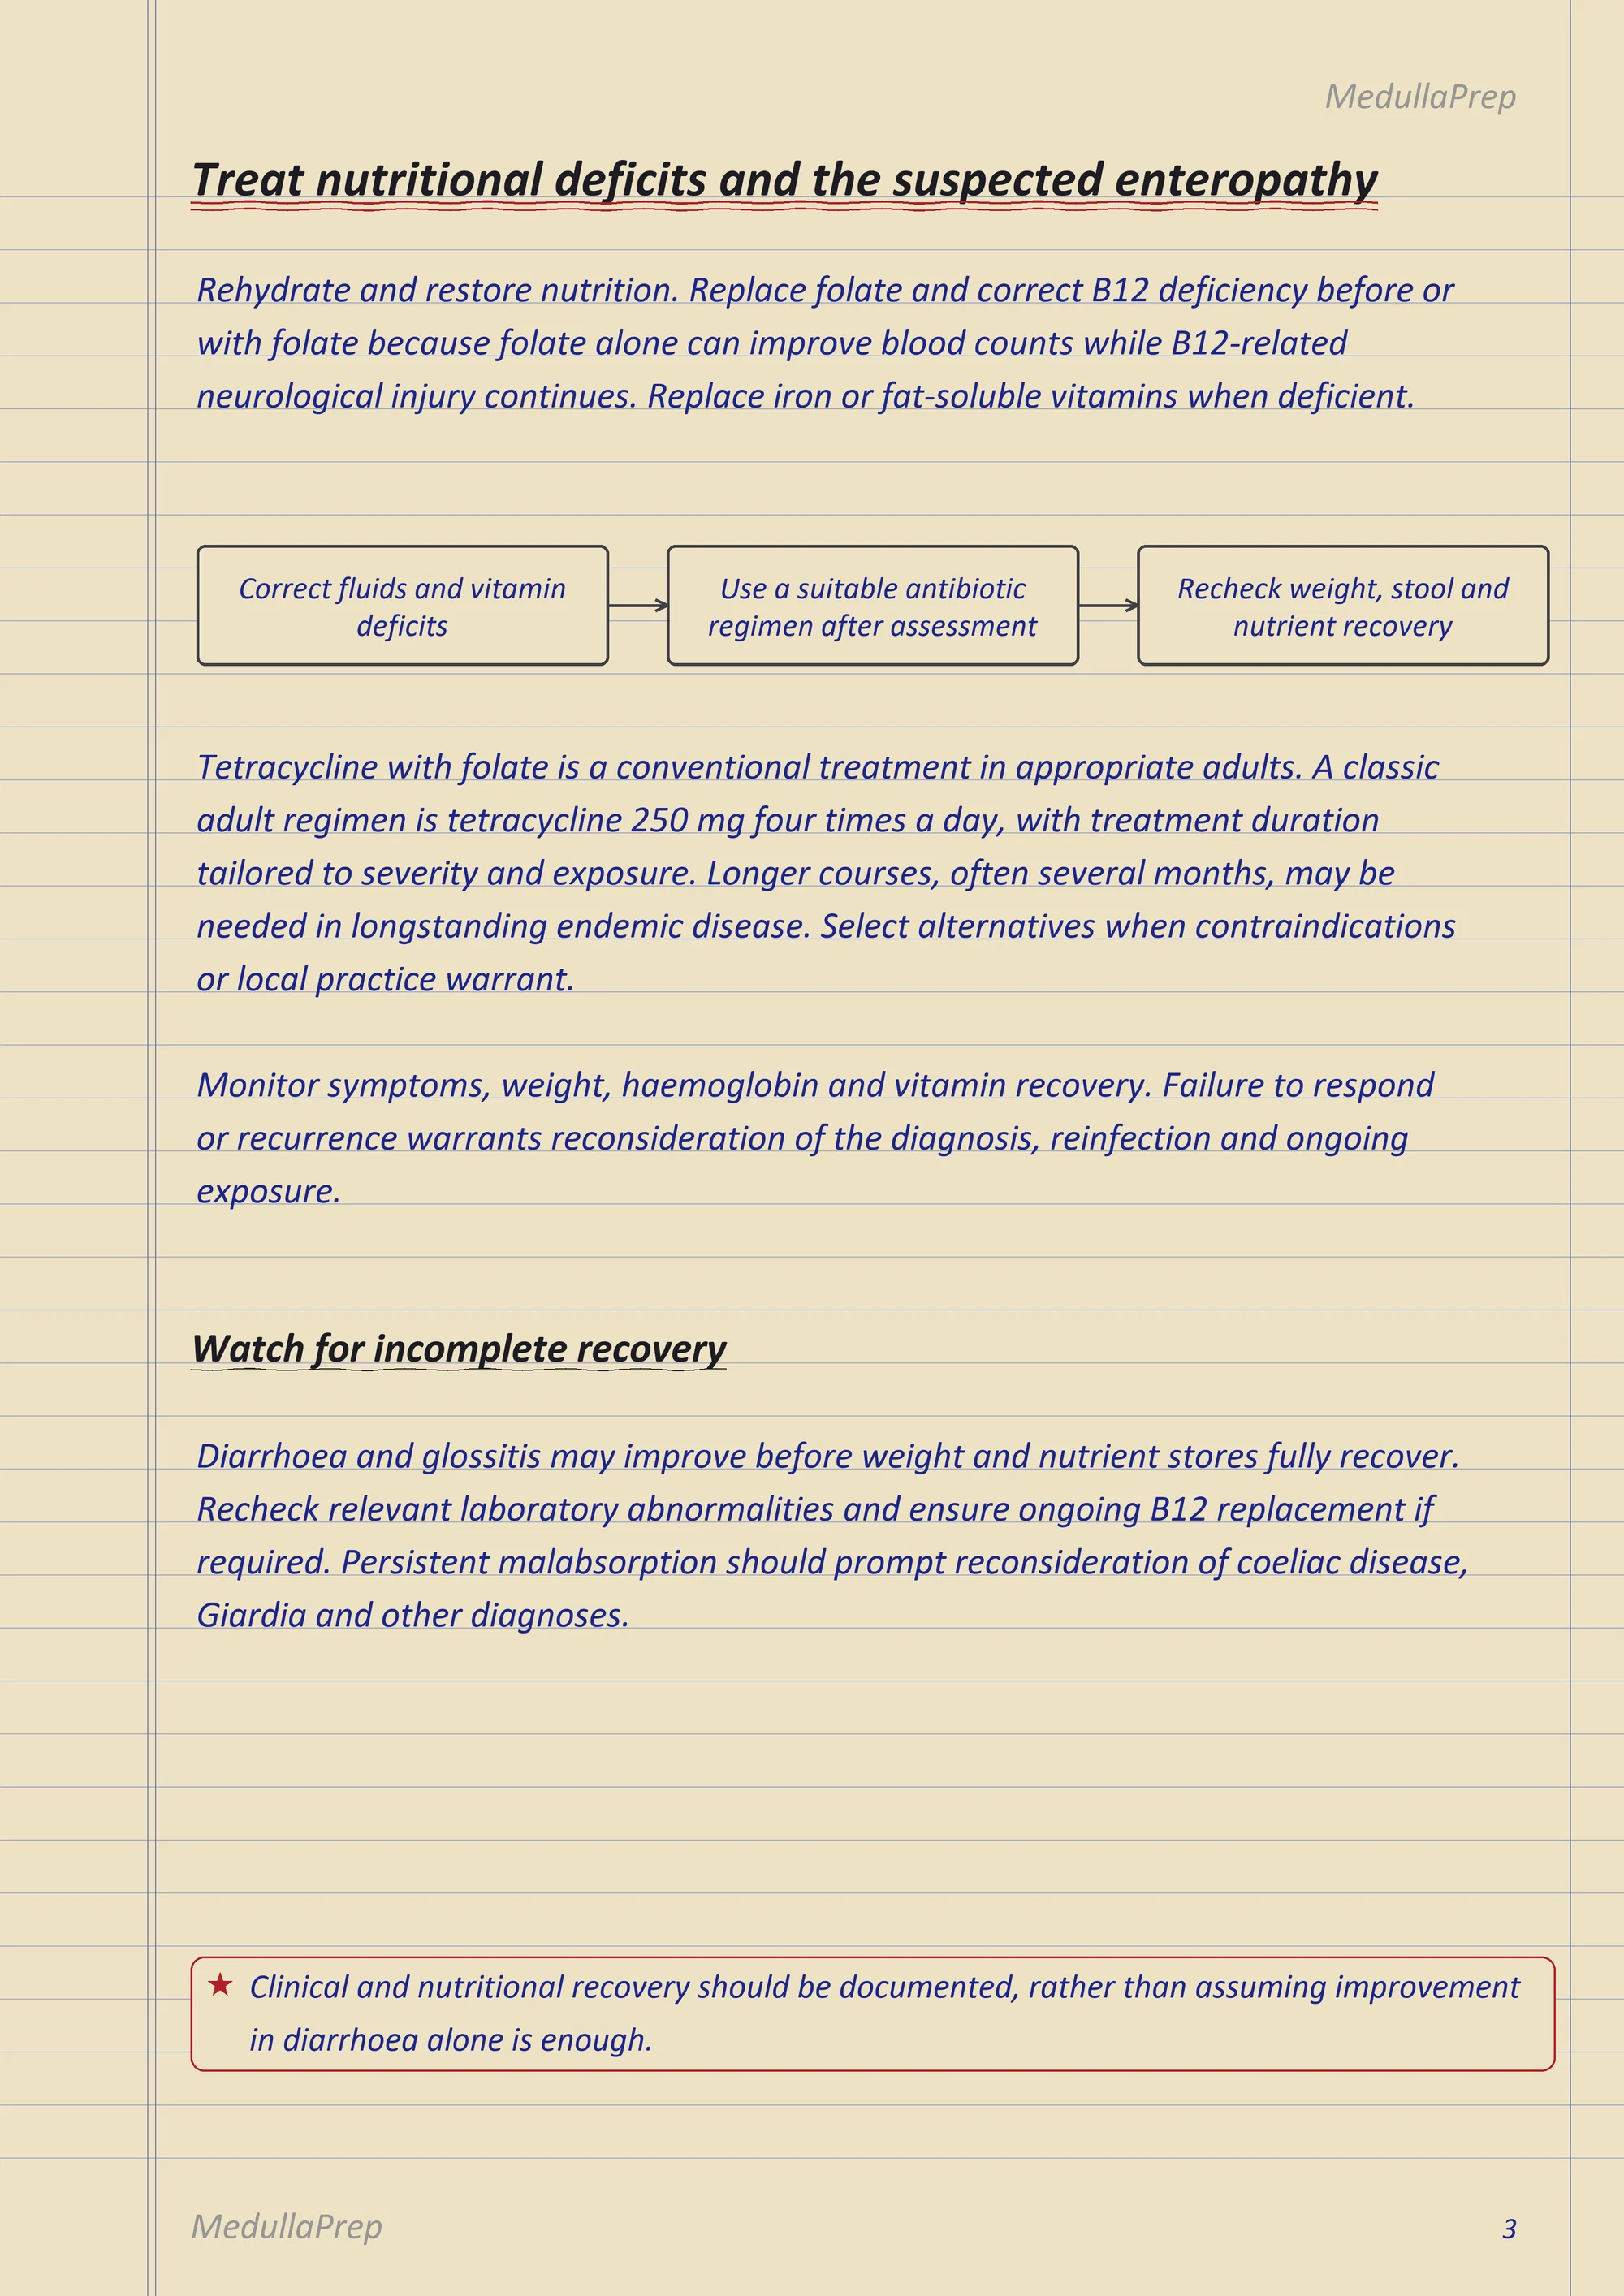 MedullaPrep
Treat nutritional deficits and the suspected enteropathy
Rehydrate and restore nutrition. Replace folate and correct B12 deficiency before or
with folate because folate alone can improve blood counts while B12-related
neurological injury continues. Replace iron or fat-soluble vitamins when deficient.
Correct fluids and vitamin
deficits
Use a suitable antibiotic
regimen after assessment
Recheck weight, stool and
nutrient recovery
Tetracycline with folate is a conventional treatment in appropriate adults. A classic
adult regimen is tetracycline 250 mg four times a day, with treatment duration
tailored to severity and exposure. Longer courses, often several months, may be
needed in longstanding endemic disease. Select alternatives when contraindications
or local practice warrant.
Monitor symptoms, weight, haemoglobin and vitamin recovery. Failure to respond
or recurrence warrants reconsideration of the diagnosis, reinfection and ongoing
exposure.
Watch for incomplete recovery
Diarrhoea and glossitis may improve before weight and nutrient stores fully recover.
Recheck relevant laboratory abnormalities and ensure ongoing B12 replacement if
required. Persistent malabsorption should prompt reconsideration of coeliac disease,
Giardia and other diagnoses.
★ Clinical and nutritional recovery should be documented, rather than assuming improvement
in diarrhoea alone is enough.
MedullaPrep
3